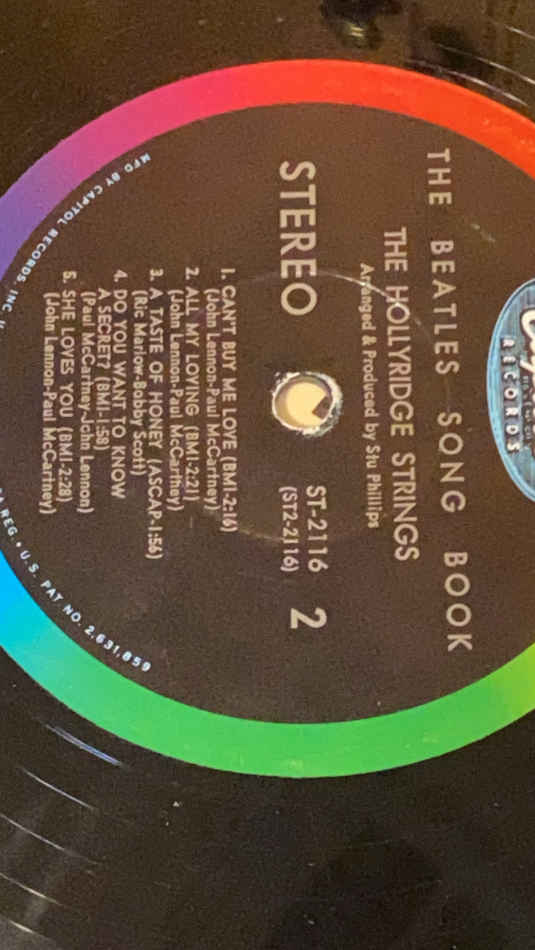 RECORDS
THE BEATLES SONG BOOK
THE HOLLYRIDGE STRINGS
Arranged & Produced by Stu Phillips
STEREO
ST-2116
(ST2-2116)
2
1. CAN'T BUY ME LOVE (BMI-2:16)
(John Lennon-Paul McCartney)
2. ALL MY LOVING (BMI-2:21)
(John Lennon-Paul McCartney)
3. A TASTE OF HONEY (ASCAP-1:56)
(Ric Marlow-Bobby Scott)
4. DO YOU WANT TO KNOW
A SECRET? (BMI-1:58)
(Paul McCartney-John Lennon)
5. SHE LOVES YOU (BMI-2:28)
(John Lennon-Paul McCartney)
MFD BY CAPITOL RECORDS, INC.
REG. • U.S. PAT NO. 2,631,859